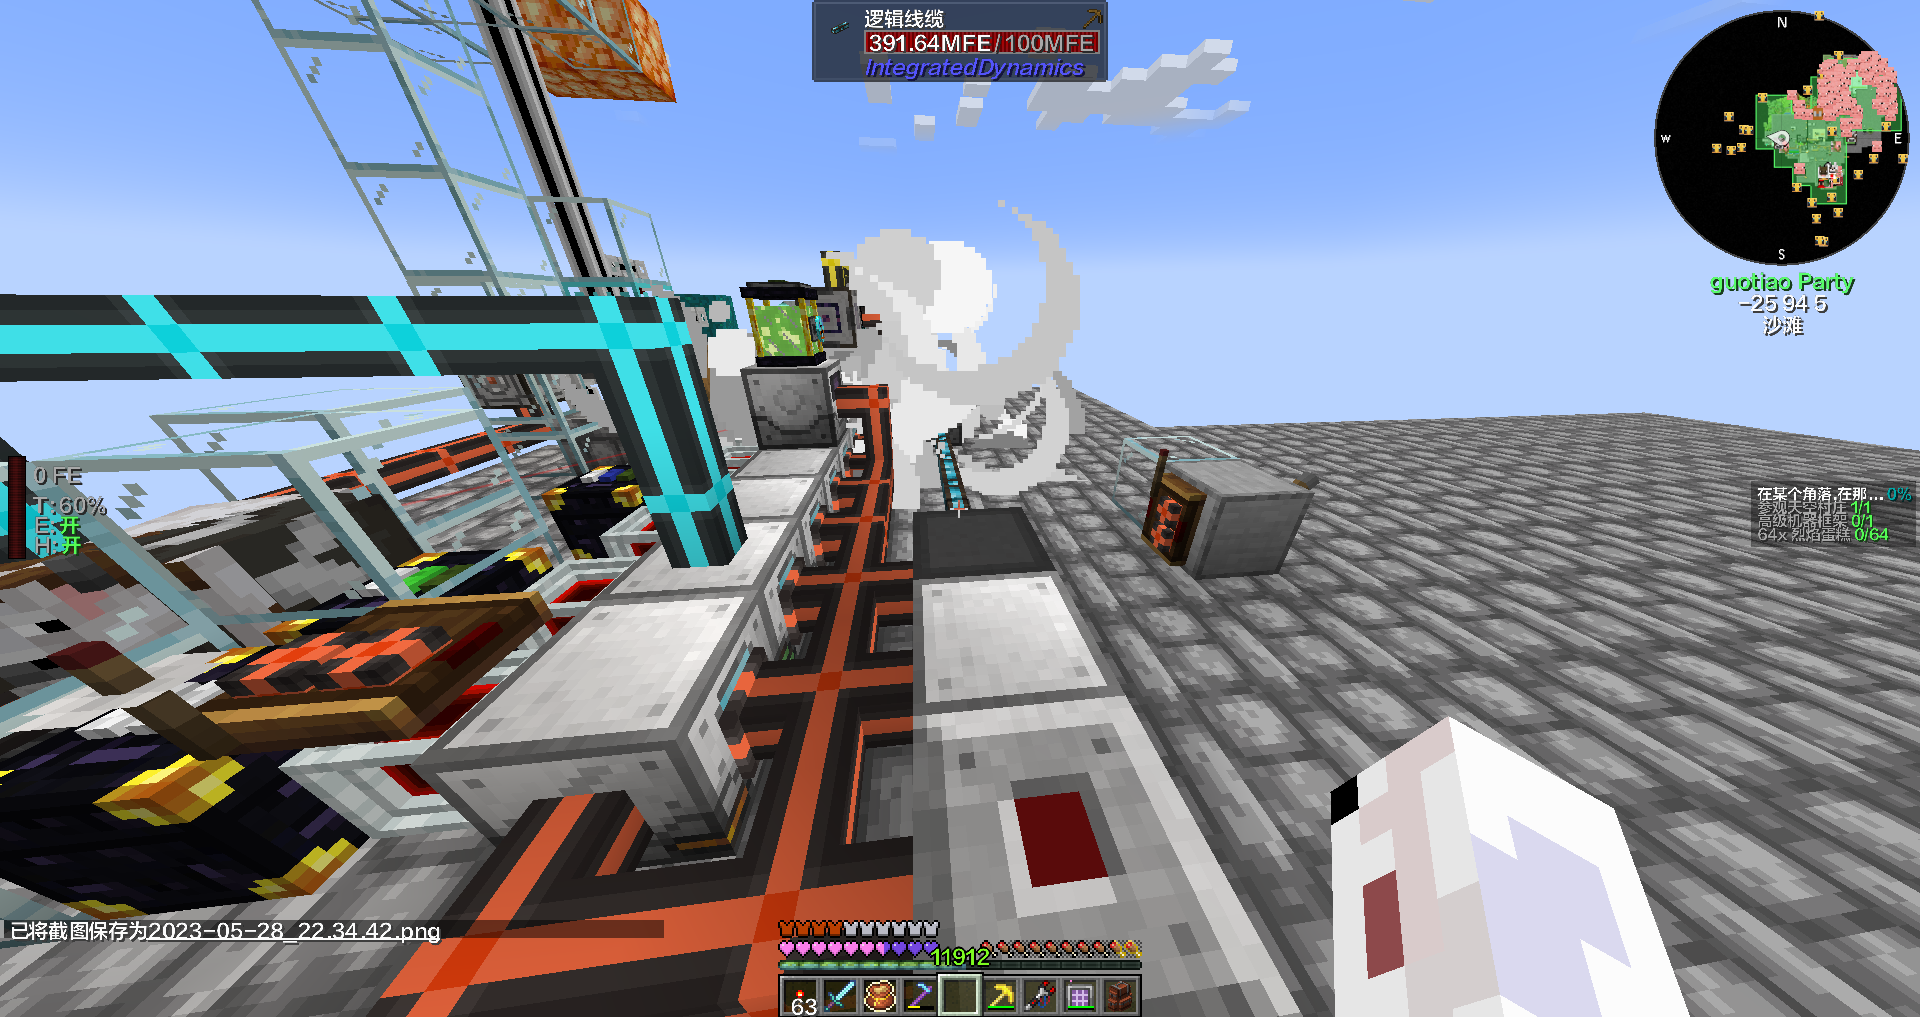 逻辑线缆
391.64MFE/100MFE
IntegratedDynamics
N
W
E
S
guotiao Party
-25 94 5
沙滩
0 FE
T:60%
E:开
H:开
在某个角落,在那... 0%
参观天空村庄 1/1
高级机器框架 0/1
64x 烈焰蛋糕 0/64
已将截图保存为2023-05-28_22.34.42.png
11912
63